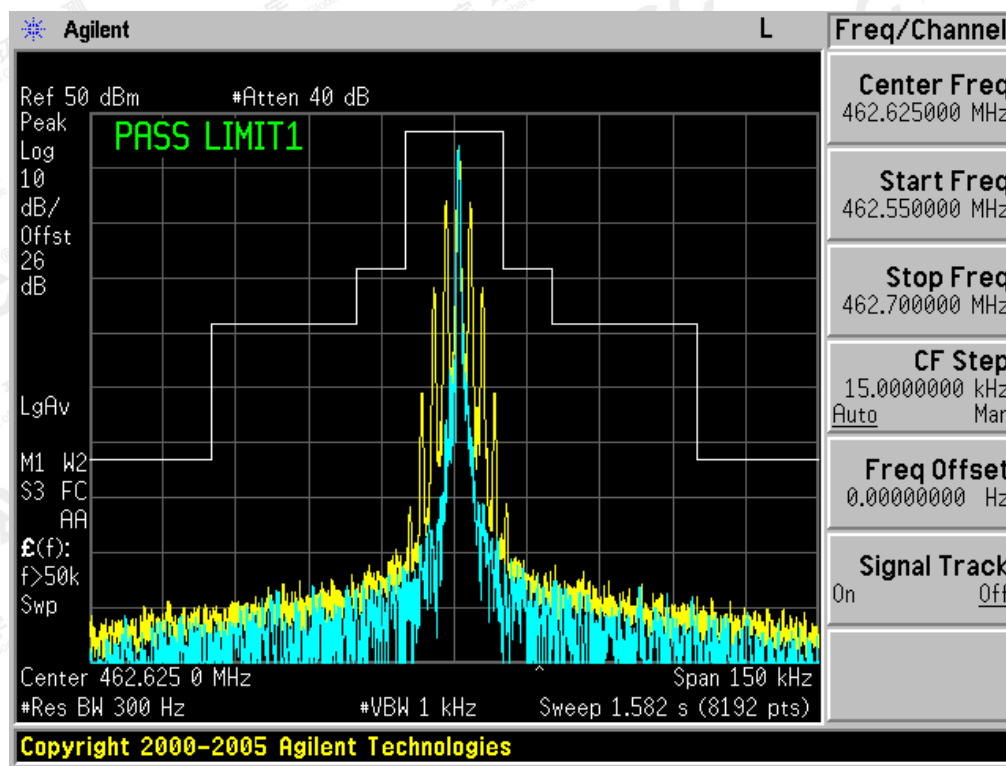 Agilent
L
Freq/Channel
Ref 50 dBm #Atten 40 dB
Peak
Log
10
dB/
Offst
26
dB
PASS LIMIT1
LgAv
M1 W2
S3 FC
AA
£(f):
f>50k
Swp
Center 462.625 0 MHz Span 150 kHz
#Res BW 300 Hz #VBW 1 kHz Sweep 1.582 s (8192 pts)
Copyright 2000-2005 Agilent Technologies
Center Freq
462.625000 MHz
Start Freq
462.550000 MHz
Stop Freq
462.700000 MHz
CF Step
15.0000000 kHz
Auto Man
Freq Offset
0.00000000 Hz
Signal Track
On Off